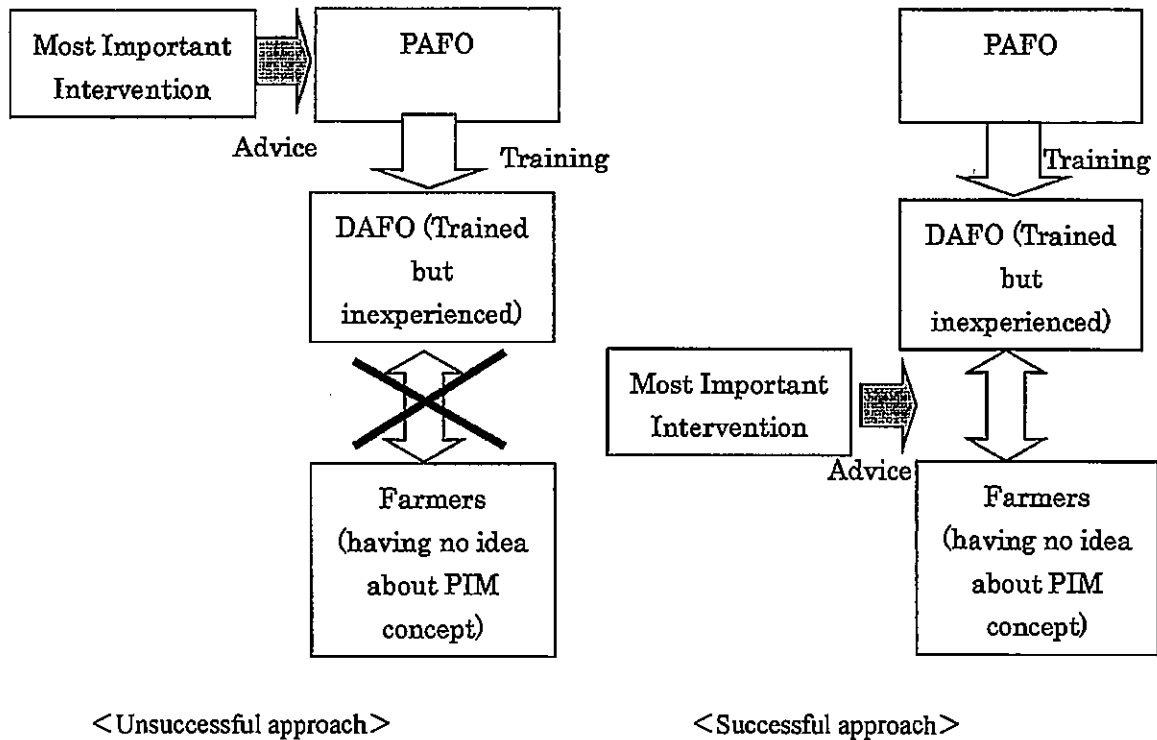 Most Important
Intervention
PAFO
Advice
Training
DAFO (Trained
but
inexperienced)
Farmers
(having no idea
about PIM
concept)
<Unsuccessful approach>
PAFO
Training
DAFO (Trained
but
inexperienced)
Most Important
Intervention
Advice
Farmers
(having no idea
about PIM
concept)
<Successful approach>